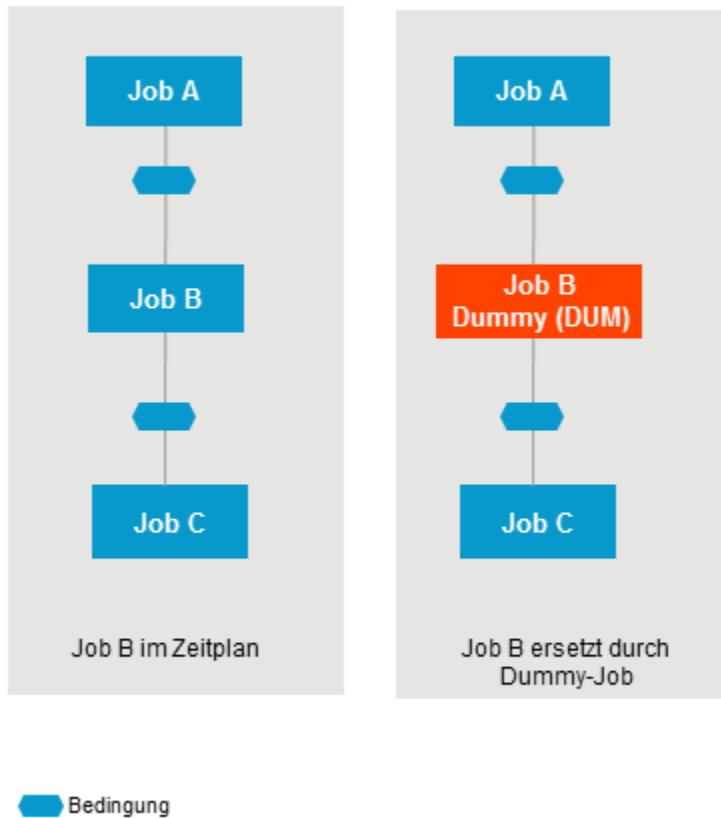 Job A
Job B
Job C
Job B im Zeitplan
Job A
Job B
Dummy (DUM)
Job C
Job B ersetzt durch
Dummy-Job
Bedingung